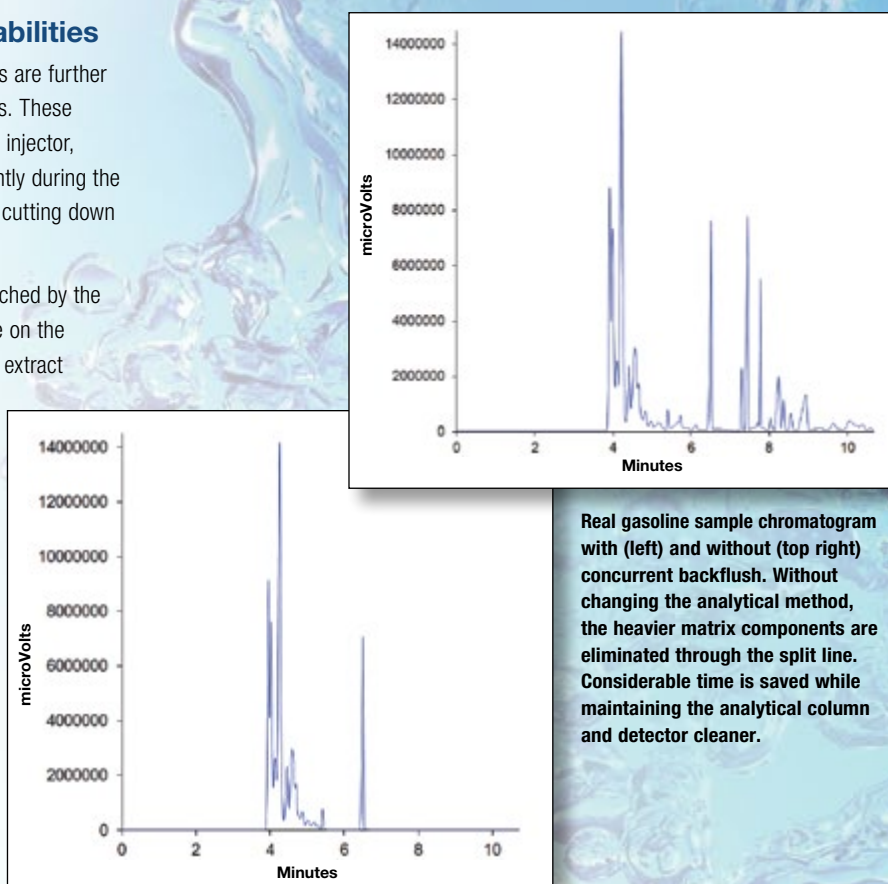 abilities
s are further
s. These
injector,
ntly during the
cutting down
ched by the
e on the
extract
14000000
12000000
10000000
8000000
6000000
4000000
2000000
0
microVolts
0 2 4 6 8 10
Minutes
14000000
12000000
10000000
8000000
6000000
4000000
2000000
0
microVolts
0 2 4 6 8 10
Minutes
Real gasoline sample chromatogram
with (left) and without (top right)
concurrent backflush. Without
changing the analytical method,
the heavier matrix components are
eliminated through the split line.
Considerable time is saved while
maintaining the analytical column
and detector cleaner.